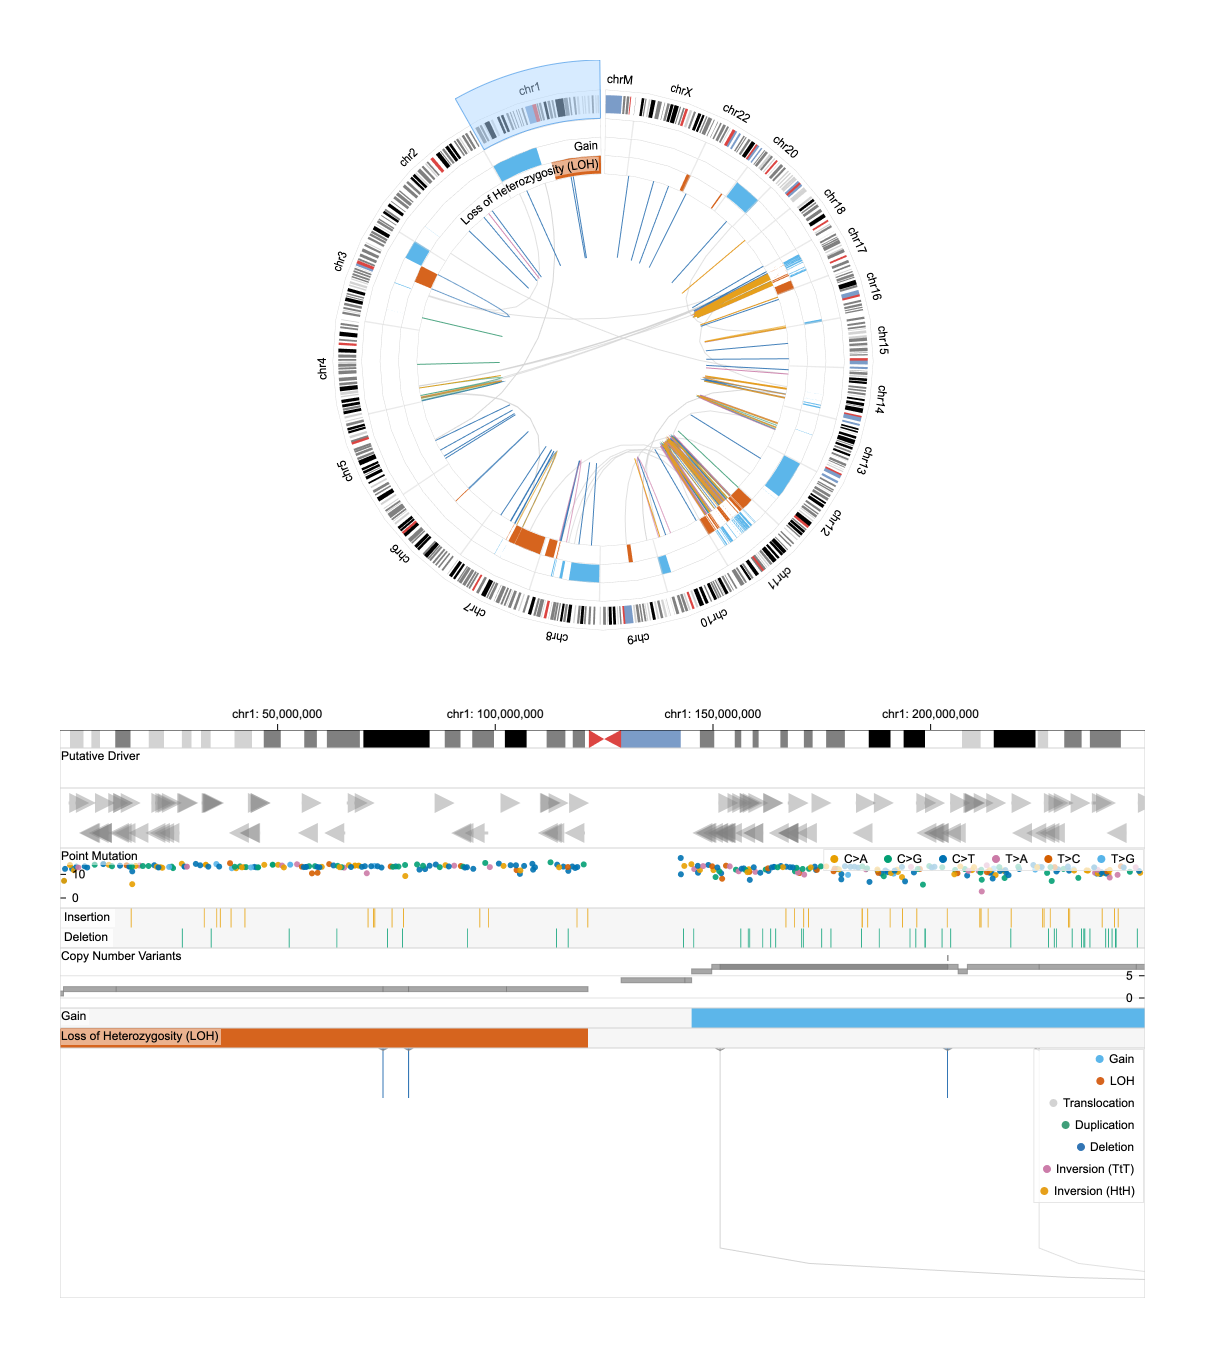 chrM
chrX
chr22
chr20
chr18
chr17
chr16
chr15
chr14
chr13
chr12
chr11
chr10
chr9
chr8
chr7
chr6
chr5
chr4
chr3
chr2
chr1
Gain
Loss of Heterozygosity (LOH)
chr1: 50,000,000 chr1: 100,000,000 chr1: 150,000,000 chr1: 200,000,000
Putative Driver
Point Mutation
C>A C>G C>T T>A T>C T>G
10
0
Insertion
Deletion
Copy Number Variants
5
0
Gain
Loss of Heterozygosity (LOH)
Gain
LOH
Translocation
Duplication
Deletion
Inversion (TtT)
Inversion (HtH)